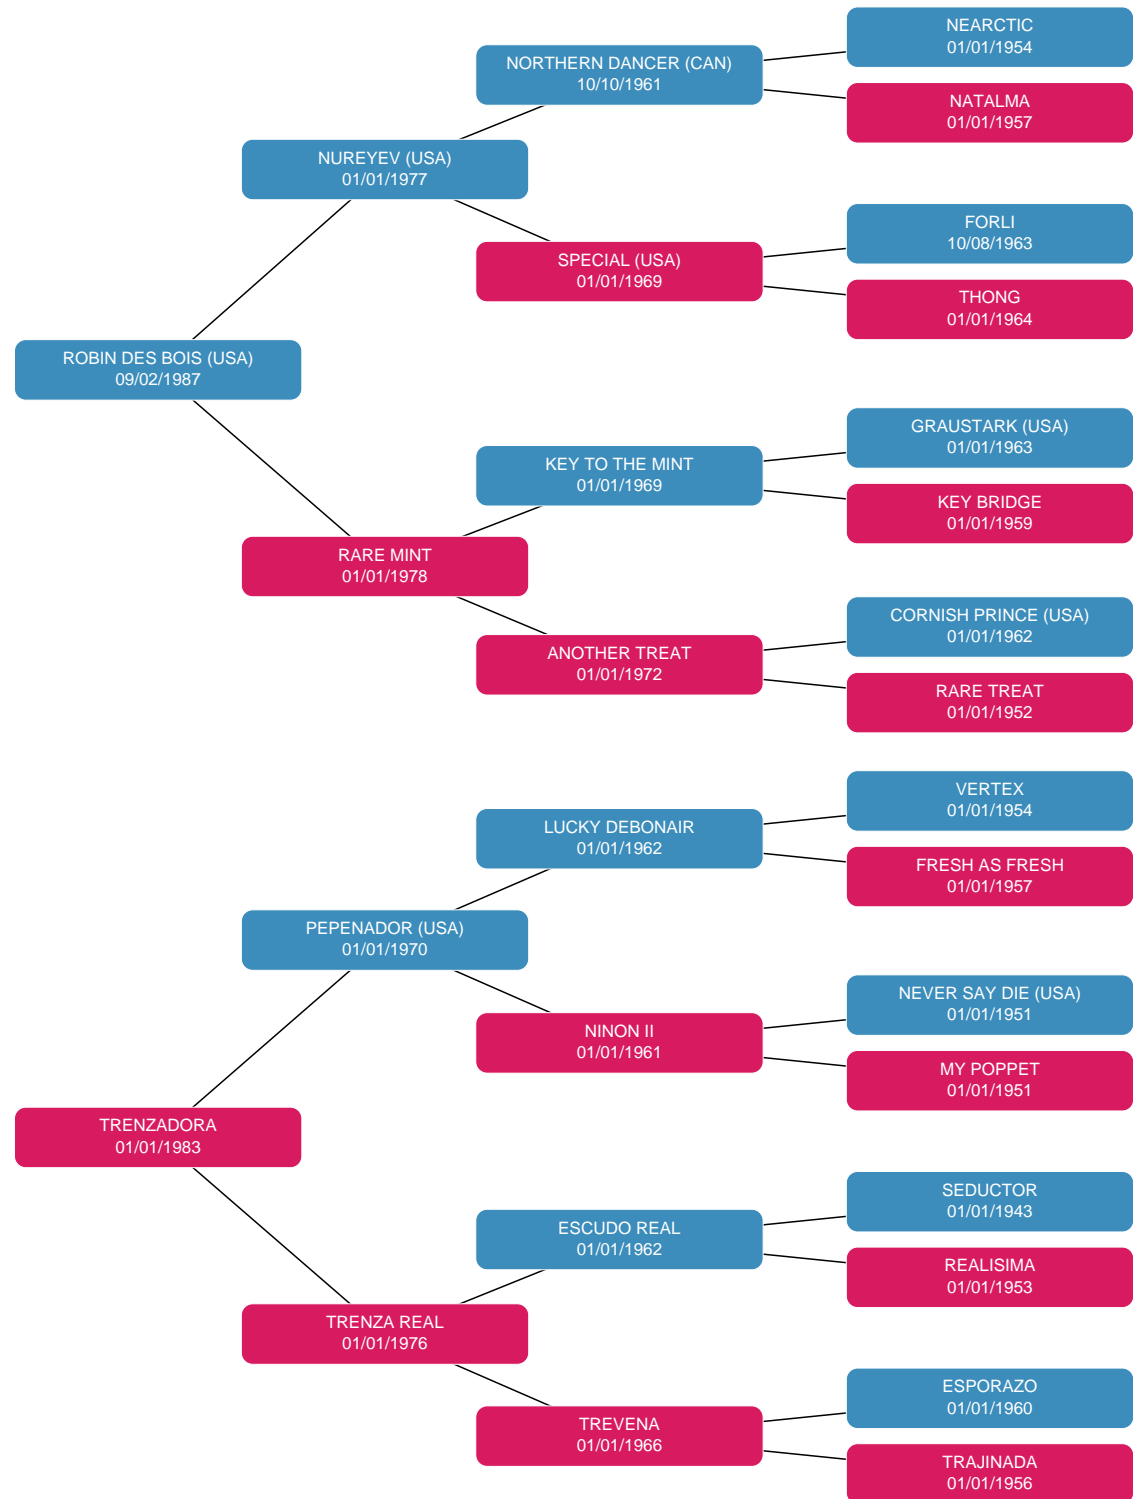 NEARCTIC
01/01/1954
NORTHERN DANCER (CAN)
10/10/1961
NATALMA
01/01/1957
NUREYEV (USA)
01/01/1977
FORLI
10/08/1963
SPECIAL (USA)
01/01/1969
THONG
01/01/1964
ROBIN DES BOIS (USA)
09/02/1987
GRAUSTARK (USA)
01/01/1963
KEY TO THE MINT
01/01/1969
KEY BRIDGE
01/01/1959
RARE MINT
01/01/1978
CORNISH PRINCE (USA)
01/01/1962
ANOTHER TREAT
01/01/1972
RARE TREAT
01/01/1952
VERTEX
01/01/1954
LUCKY DEBONAIR
01/01/1962
FRESH AS FRESH
01/01/1957
PEPENADOR (USA)
01/01/1970
NEVER SAY DIE (USA)
01/01/1951
NINON II
01/01/1961
MY POPPET
01/01/1951
TRENZADORA
01/01/1983
SEDUCTOR
01/01/1943
ESCUDO REAL
01/01/1962
REALISIMA
01/01/1953
TRENZA REAL
01/01/1976
ESPORAZO
01/01/1960
TREVENA
01/01/1966
TRAJINADA
01/01/1956